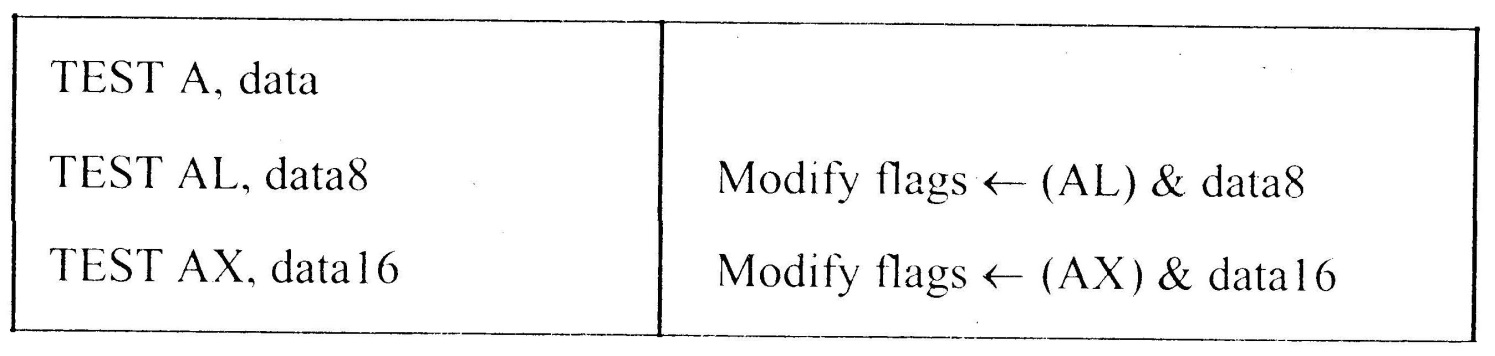 TEST A, data
TEST AL, data8
Modify flags ← (AL) & data8
TEST AX, data16
Modify flags ← (AX) & data16